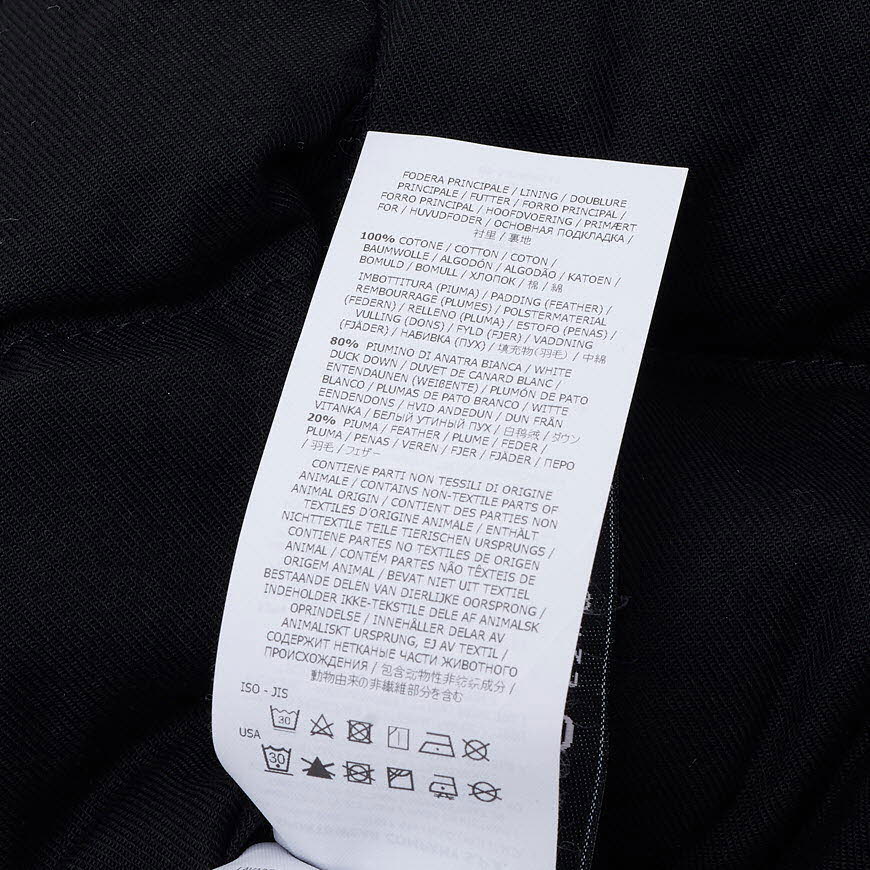 FODERA PRINCIPALE / LINING / DOUBLURE
PRINCIPALE / FUTTER / FORRO PRINCIPAL /
FORRO PRINCIPAL / HOOFDVOERING / PRIMÆRT
FOR / HUVUDFODER / ОСНОВНАЯ ПОДКЛАДКА /
衬里 / 裏地
100% COTONE / COTTON / COTON /
BAUMWOLLE / ALGODÓN / ALGODÃO / KATOEN /
BOMULD / BOMULL / ХЛОПОК / 棉 / 綿
IMBOTTITURA (PIUMA) / PADDING (FEATHER) /
REMBOURRAGE (PLUMES) / POLSTERMATERIAL
(FEDERN) / RELLENO (PLUMA) / ESTOFO (PENAS) /
VULLING (DONS) / FYLD (FJER) / VADDNING
(FJÄDER) / НАБИВКА (ПУХ) / 填充物(羽毛) / 中綿
80% PIUMINO DI ANATRA BIANCA / WHITE
DUCK DOWN / DUVET DE CANARD BLANC /
ENTENDAUNEN (WEIßENTE) / PLUMÓN DE PATO
BLANCO / PLUMAS DE PATO BRANCO / WITTE
EENDENDONS / HVID ANDEDUN / DUN FRÅN
VITANKA / БЕЛЫЙ УТИНЫЙ ПУХ / 白鸭绒 / ダウン
20% PIUMA / FEATHER / PLUME / FEDER /
PLUMA / PENAS / VEREN / FJER / FJÄDER / ПЕРО
/ 羽毛 / フェザー
CONTIENE PARTI NON TESSILI DI ORIGINE
ANIMALE / CONTAINS NON-TEXTILE PARTS OF
ANIMAL ORIGIN / CONTIENT DES PARTIES NON
TEXTILES D'ORIGINE ANIMALE / ENTHÄLT
NICHTTEXTILE TEILE TIERISCHEN URSPRUNGS /
CONTIENE PARTES NO TEXTILES DE ORIGEN
ANIMAL / CONTÉM PARTES NÃO TÊXTEIS DE
ORIGEM ANIMAL / BEVAT NIET UIT TEXTIEL
BESTAANDE DELEN VAN DIERLIJKE OORSPRONG /
INDEHOLDER IKKE-TEKSTILE DELE AF ANIMALSK
OPRINDELSE / INNEHÅLLER DELAR AV
ANIMALISKT URSPRUNG, EJ AV TEXTIL /
СОДЕРЖИТ НЕТКАНЫЕ ЧАСТИ ЖИВОТНОГО
ПРОИСХОЖДЕНИЯ / 包含动物性非纺织成分 /
動物由来の非繊維部分を含む
ISO - JIS
30
USA
30